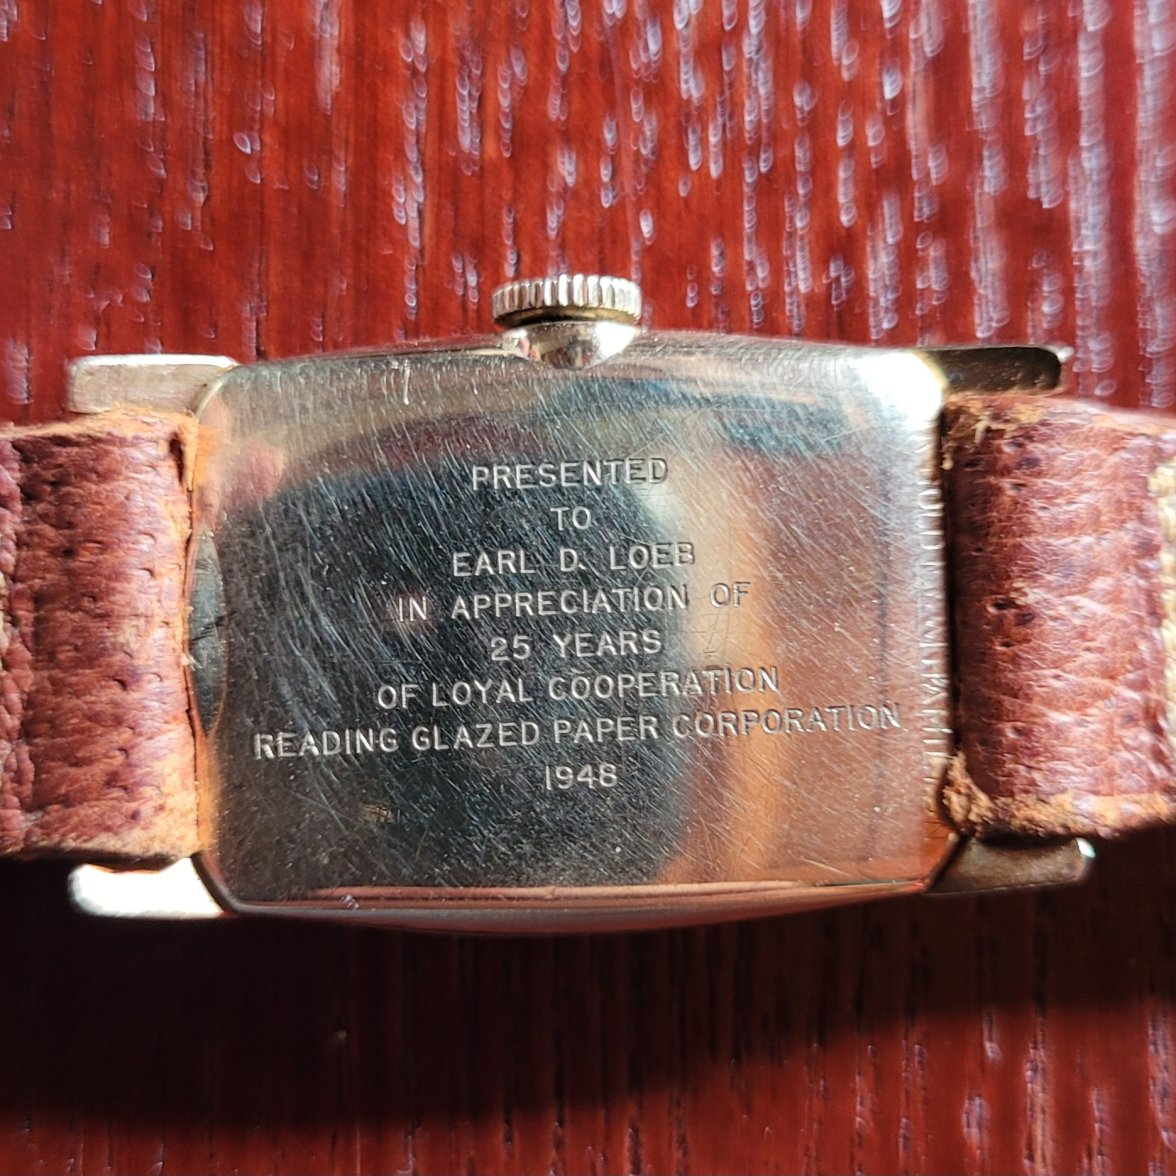 PRESENTED
TO
EARL D. LOEB
IN APPRECIATION OF
25 YEARS
OF LOYAL COOPERATION
READING GLAZED PAPER CORPORATION
1948